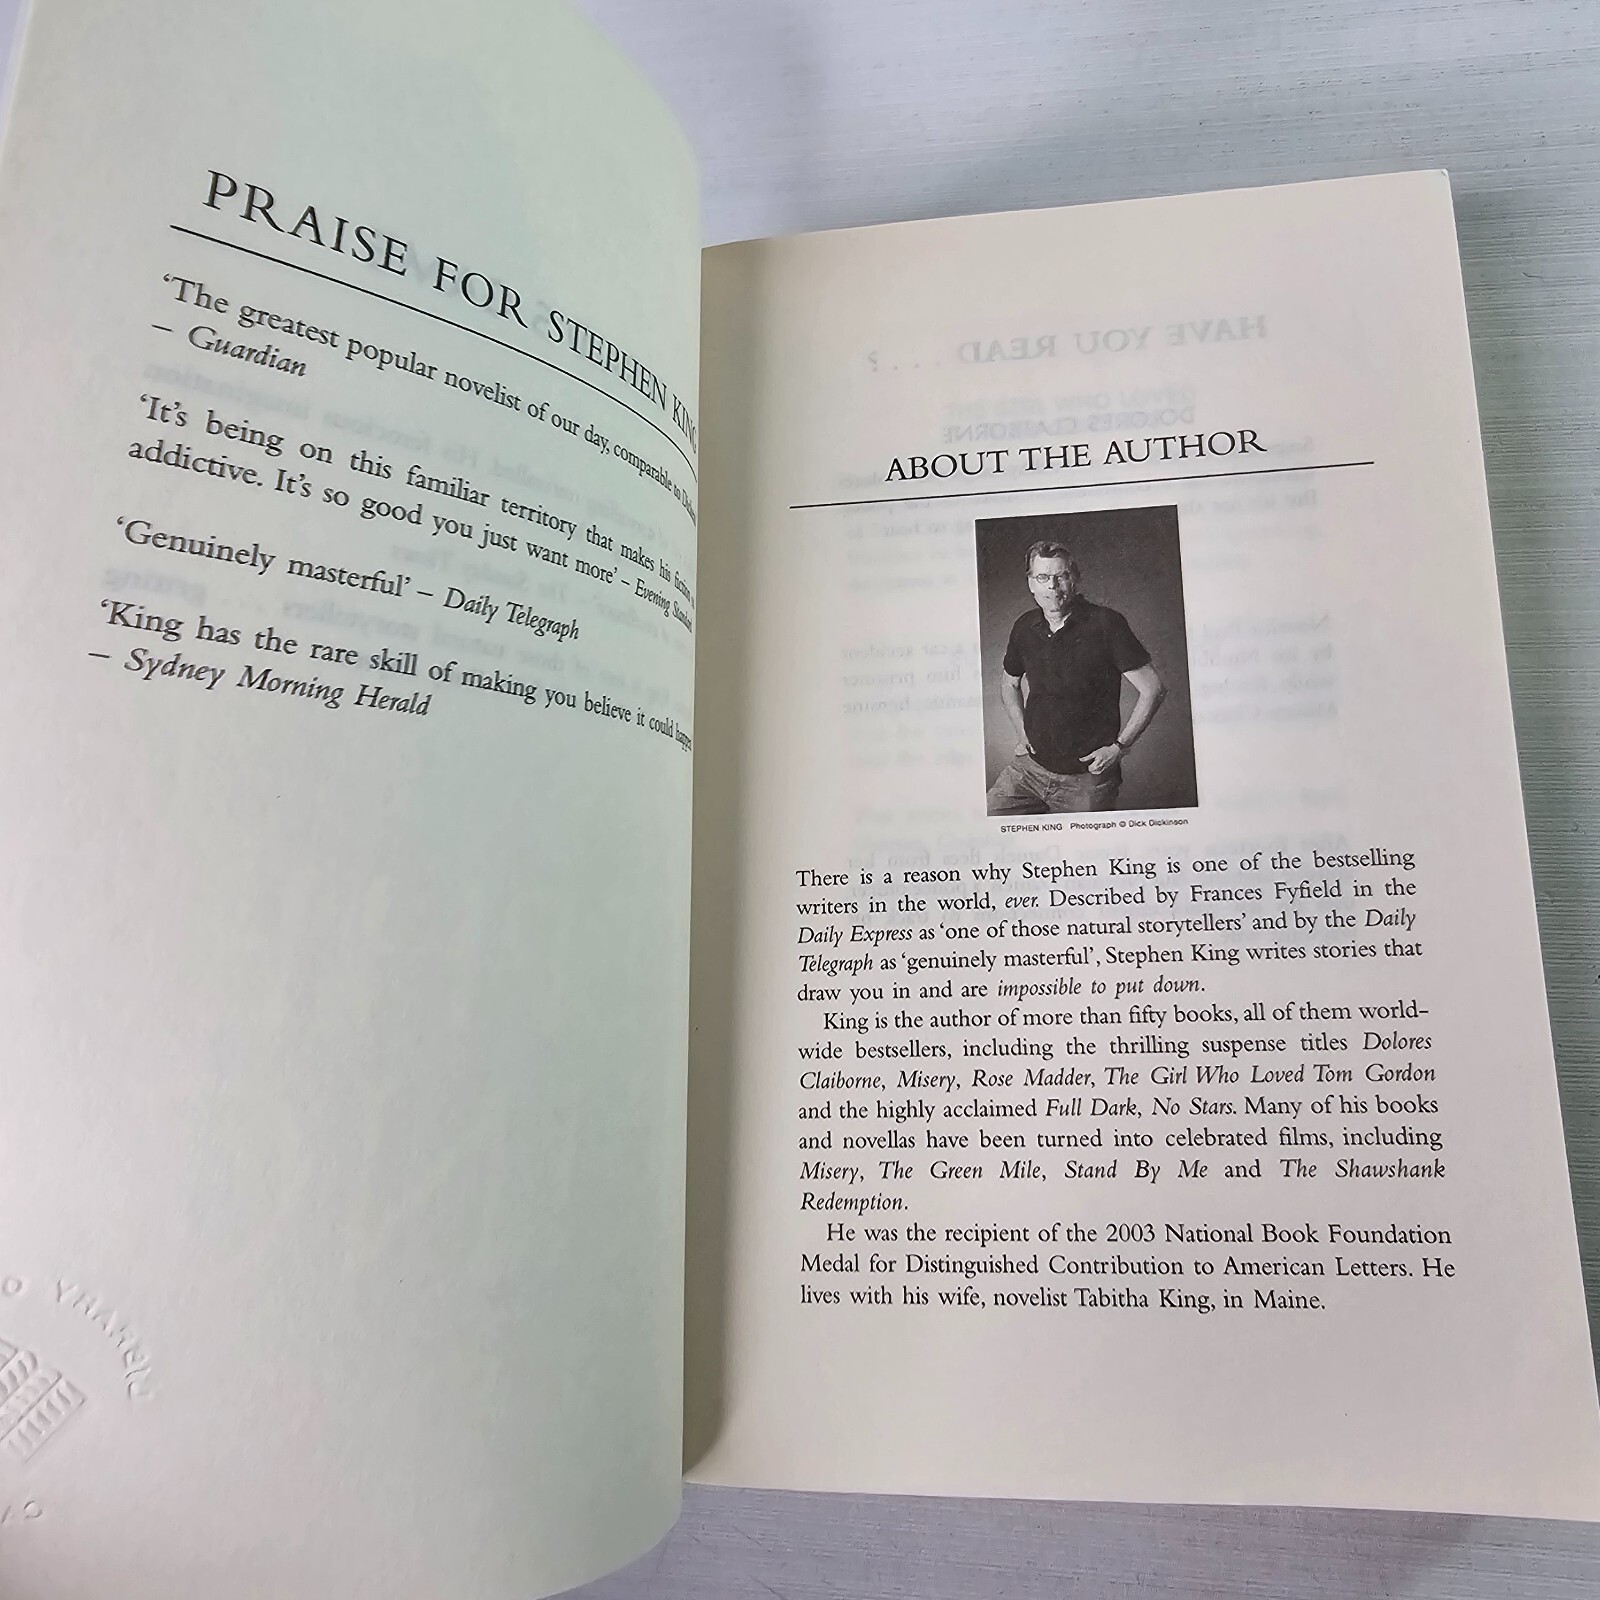 PRAISE FOR STEPHEN KING
‘The greatest popular novelist of our day, comparable to Dickens’
– Guardian
‘It’s being on this familiar territory that makes his fiction so
addictive. It’s so good you just want more’ – Evening Standard
‘Genuinely masterful’ – Daily Telegraph
‘King has the rare skill of making you believe it could happen
– Sydney Morning Herald
HAVE YOU READ . . . ?
DOLORES CLAIBORNE
ABOUT THE AUTHOR
STEPHEN KING Photograph © Dick Dickinson
There is a reason why Stephen King is one of the bestselling
writers in the world, ever. Described by Frances Fyfield in the
Daily Express as ‘one of those natural storytellers’ and by the Daily
Telegraph as ‘genuinely masterful’, Stephen King writes stories that
draw you in and are impossible to put down.
King is the author of more than fifty books, all of them world-
wide bestsellers, including the thrilling suspense titles Dolores
Claiborne, Misery, Rose Madder, The Girl Who Loved Tom Gordon
and the highly acclaimed Full Dark, No Stars. Many of his books
and novellas have been turned into celebrated films, including
Misery, The Green Mile, Stand By Me and The Shawshank
Redemption.
He was the recipient of the 2003 National Book Foundation
Medal for Distinguished Contribution to American Letters. He
lives with his wife, novelist Tabitha King, in Maine.